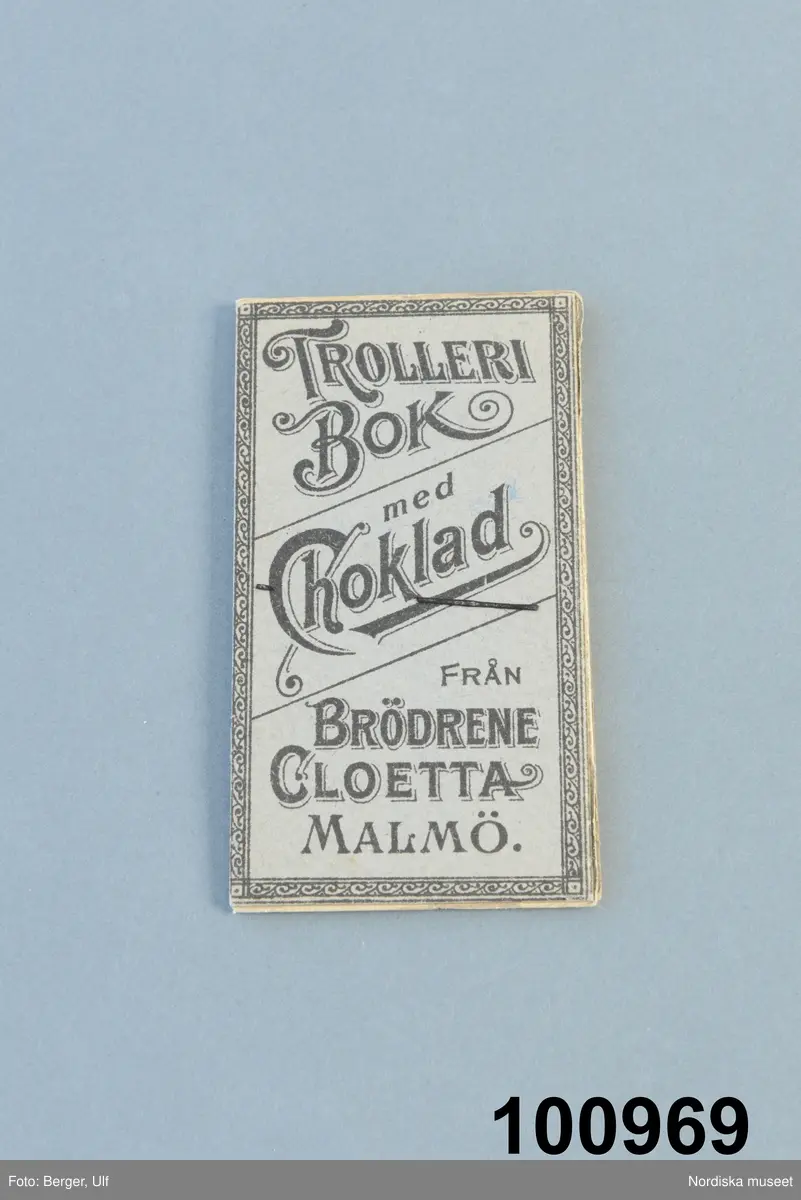 TROLLERI
BOK
med
Choklad
FRÅN
BRÖDRENE
CLOETTA
MALMÖ.
100969
Foto: Berger, Ulf
Nordiska museet